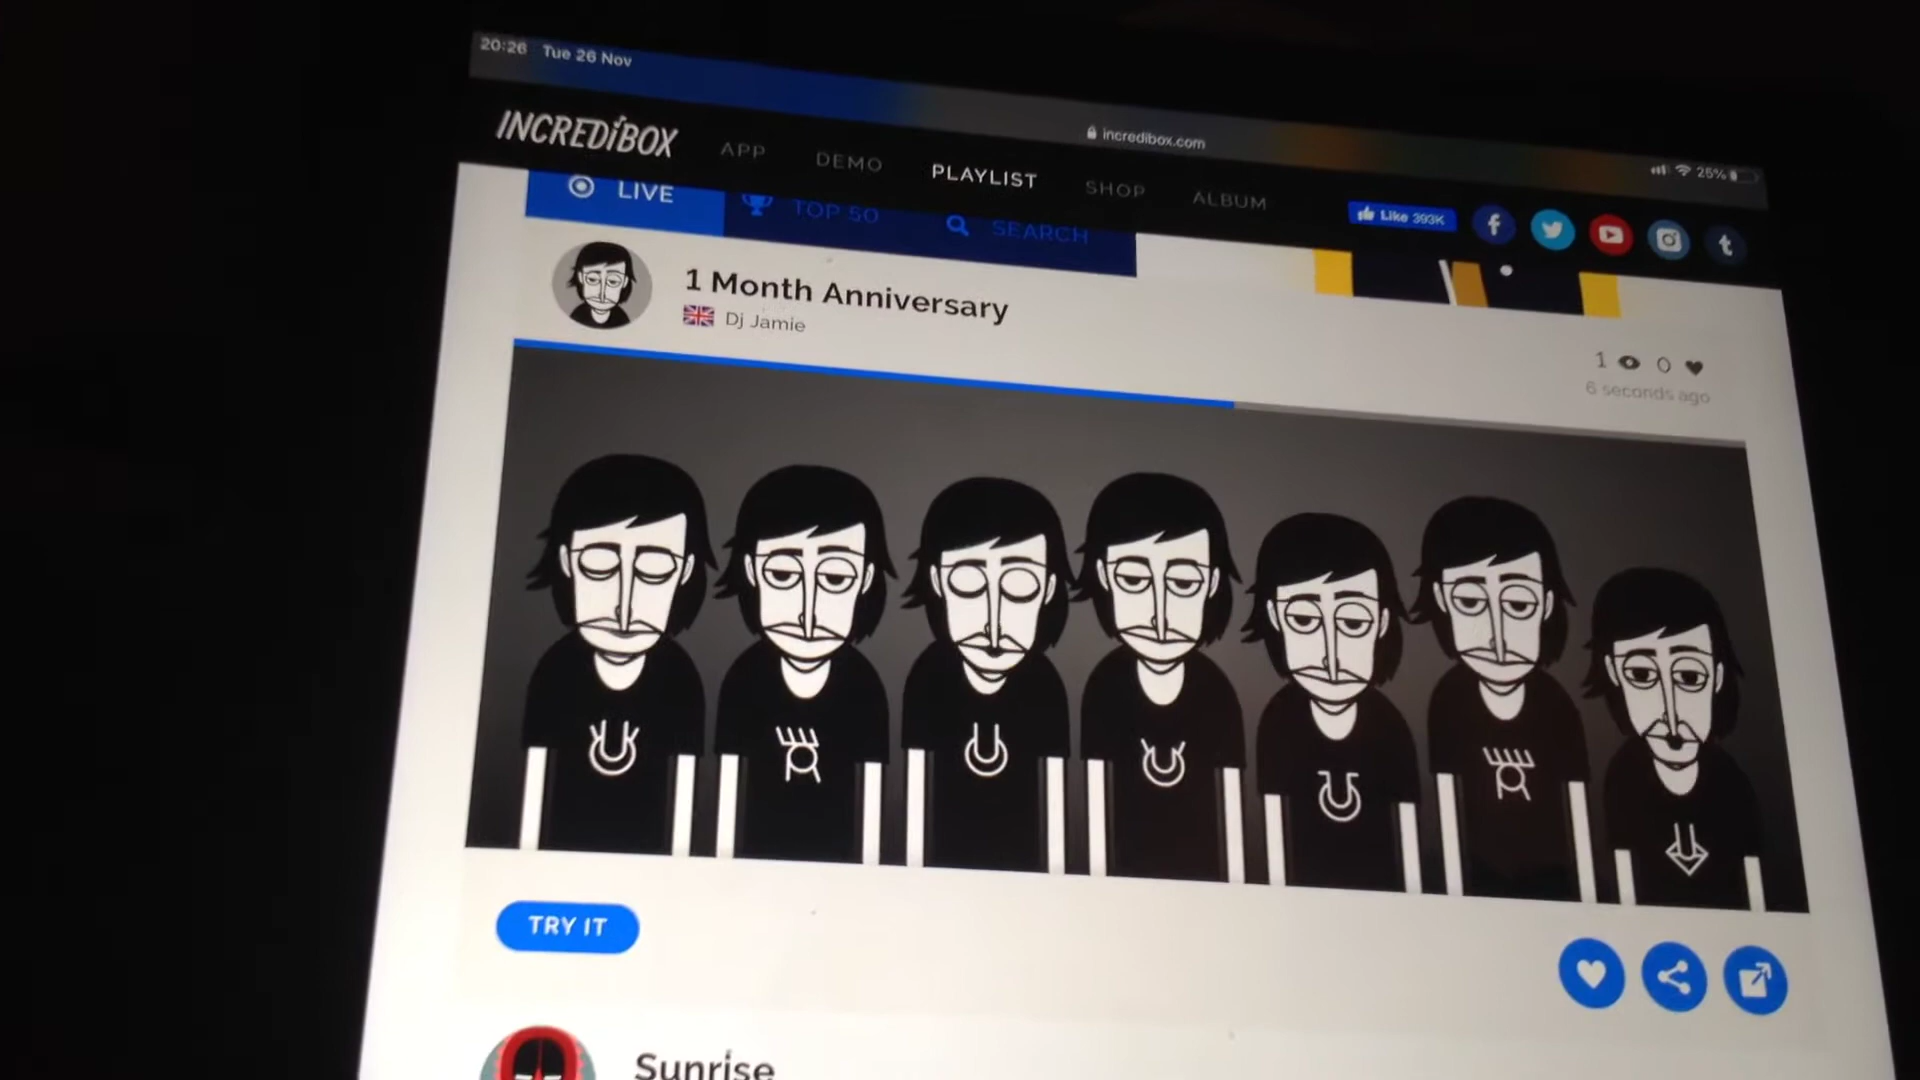 20:26 Tue 26 Nov
incredibox.com
25%
INCREDIBOX APP DEMO PLAYLIST SHOP ALBUM
Like 393K
LIVE TOP 50 SEARCH
1 Month Anniversary
Dj Jamie
1 0
6 seconds ago
TRY IT
Sunrise